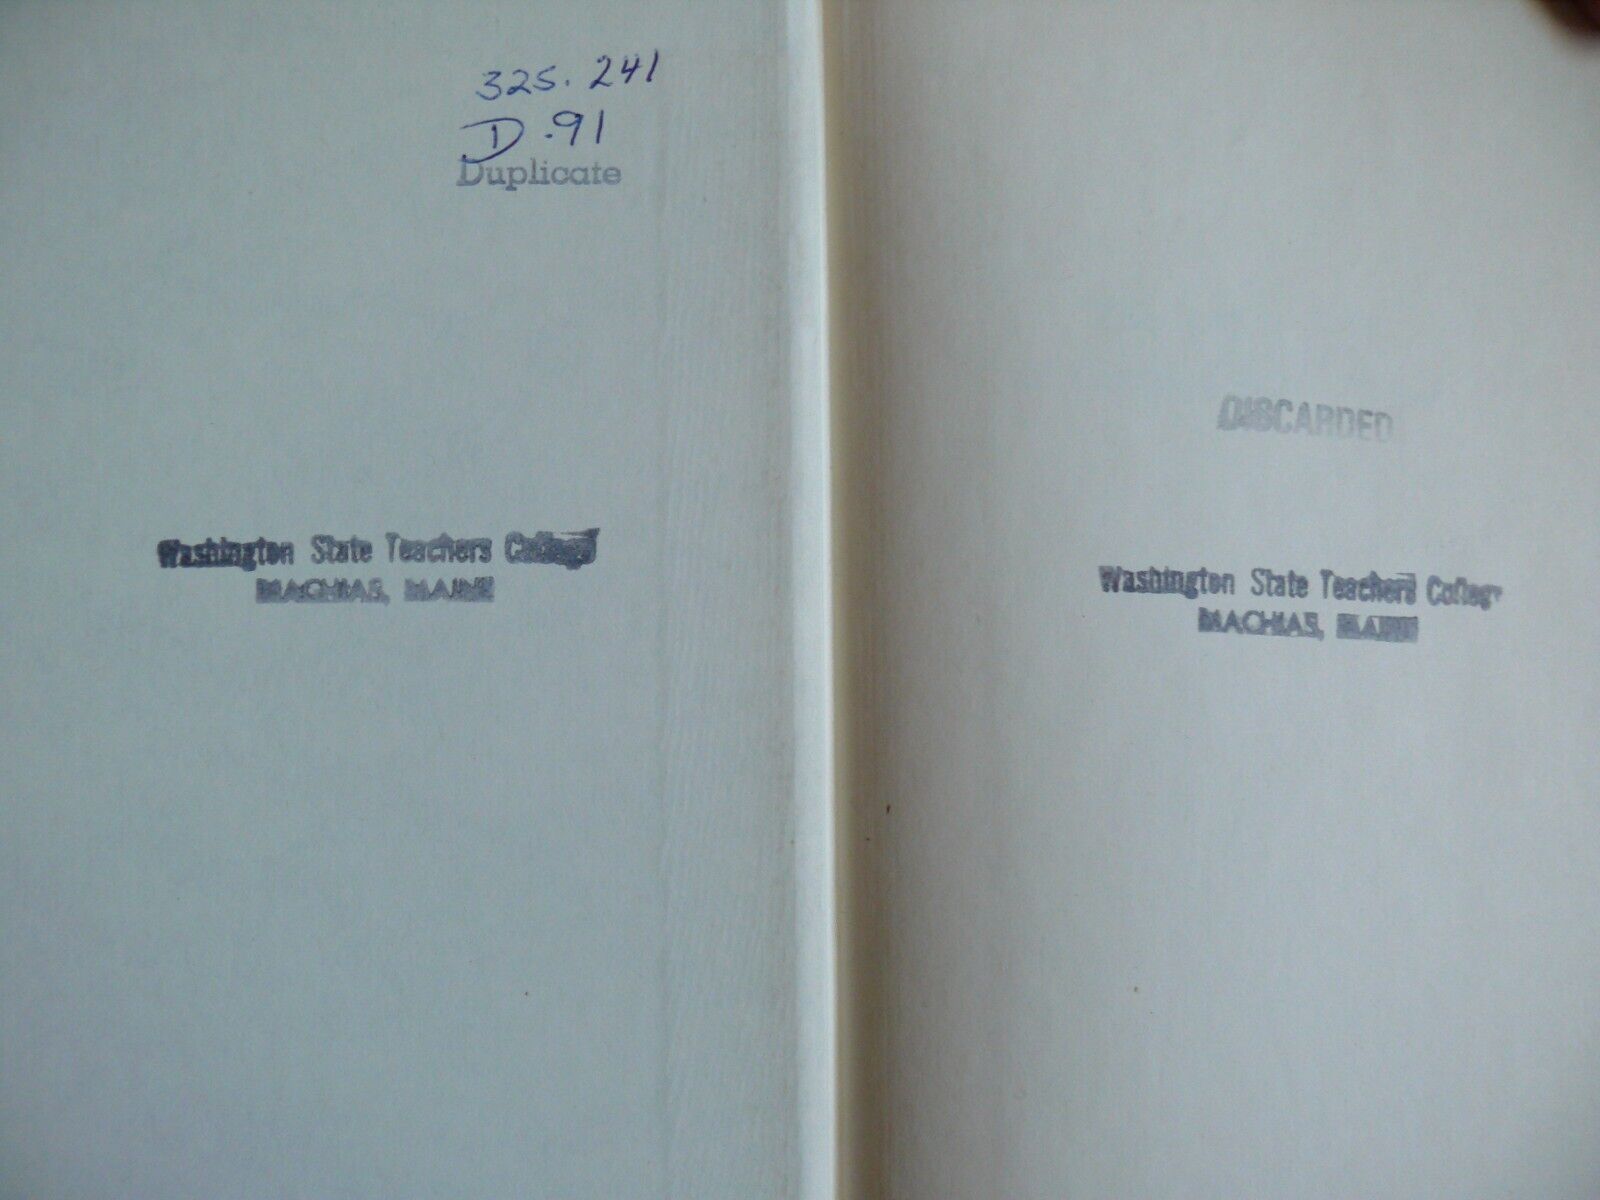 325.241
D.91
Duplicate
Washington State Teachers College
MACHIAS, MAINE
DISCARDED
Washington State Teachers College
MACHIAS, MAINE